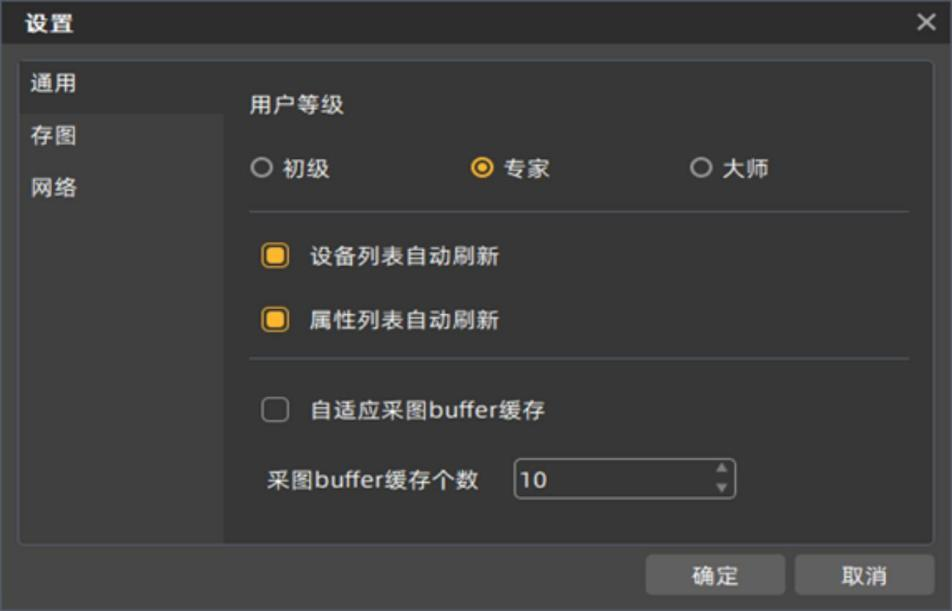 设置
通用
存图
网络
用户等级
初级 专家 大师
设备列表自动刷新
属性列表自动刷新
自适应采图buffer缓存
采图buffer缓存个数 10
确定 取消